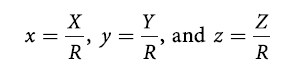 x = X/R, y = Y/R, and z = Z/R